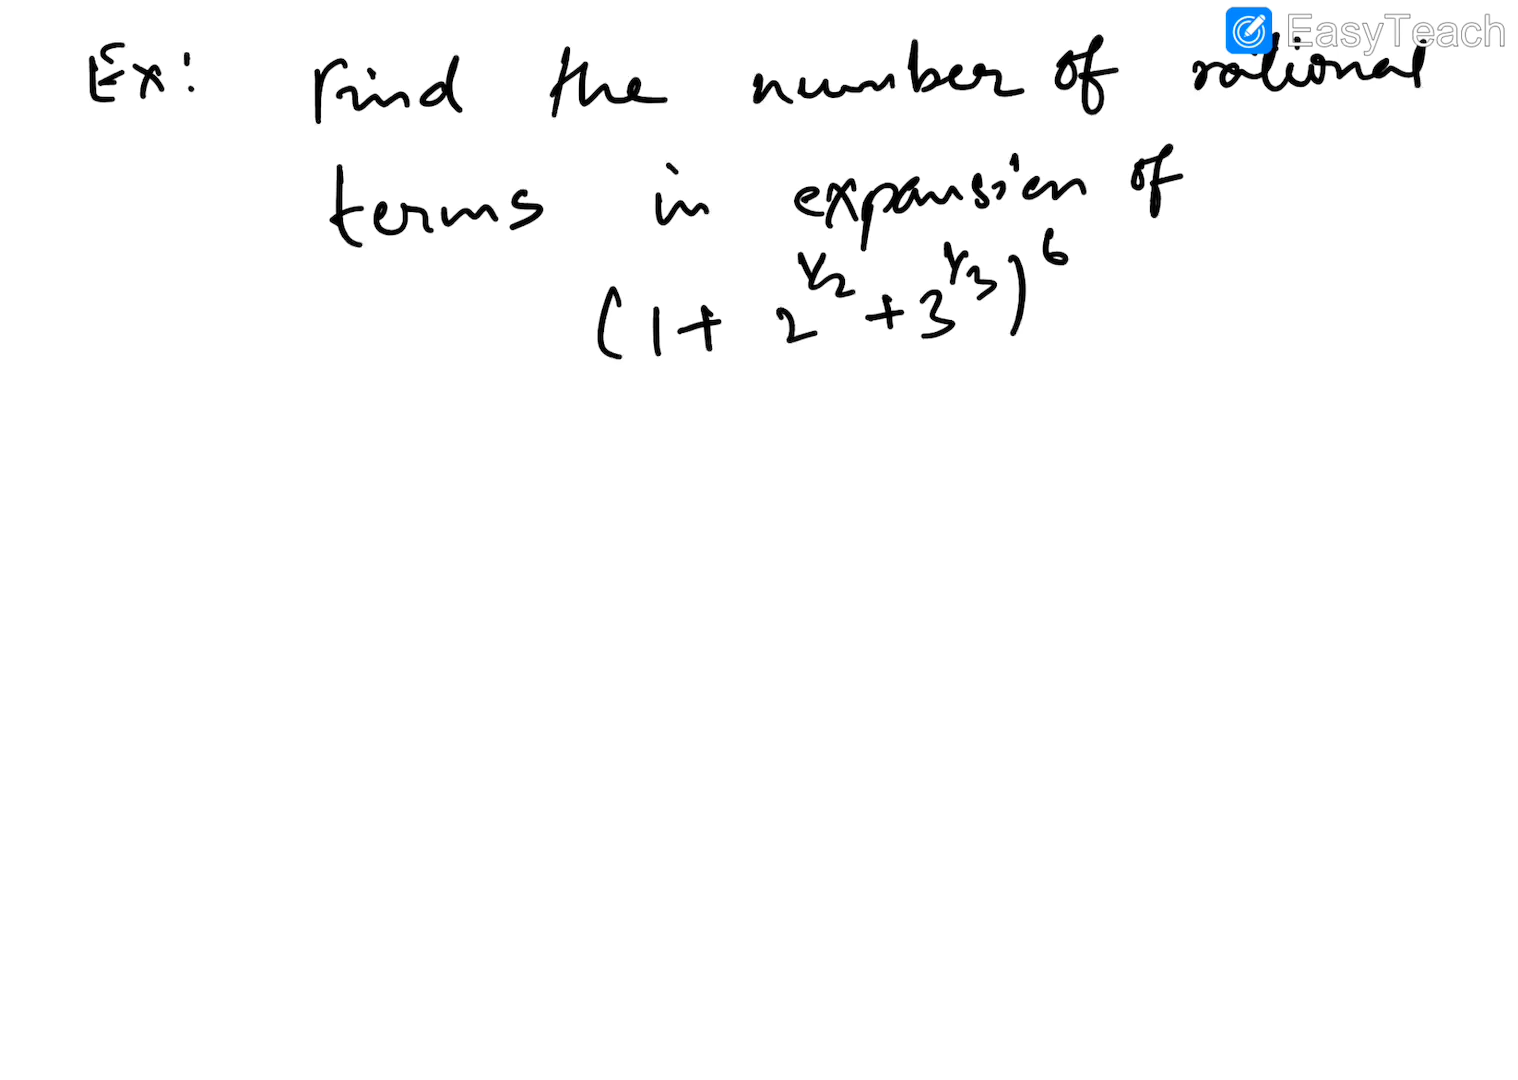 EasyTeach
Ex: Find the number of rational
terms in expansion of
(1+ 2^{1/2} + 3^{1/3})^6